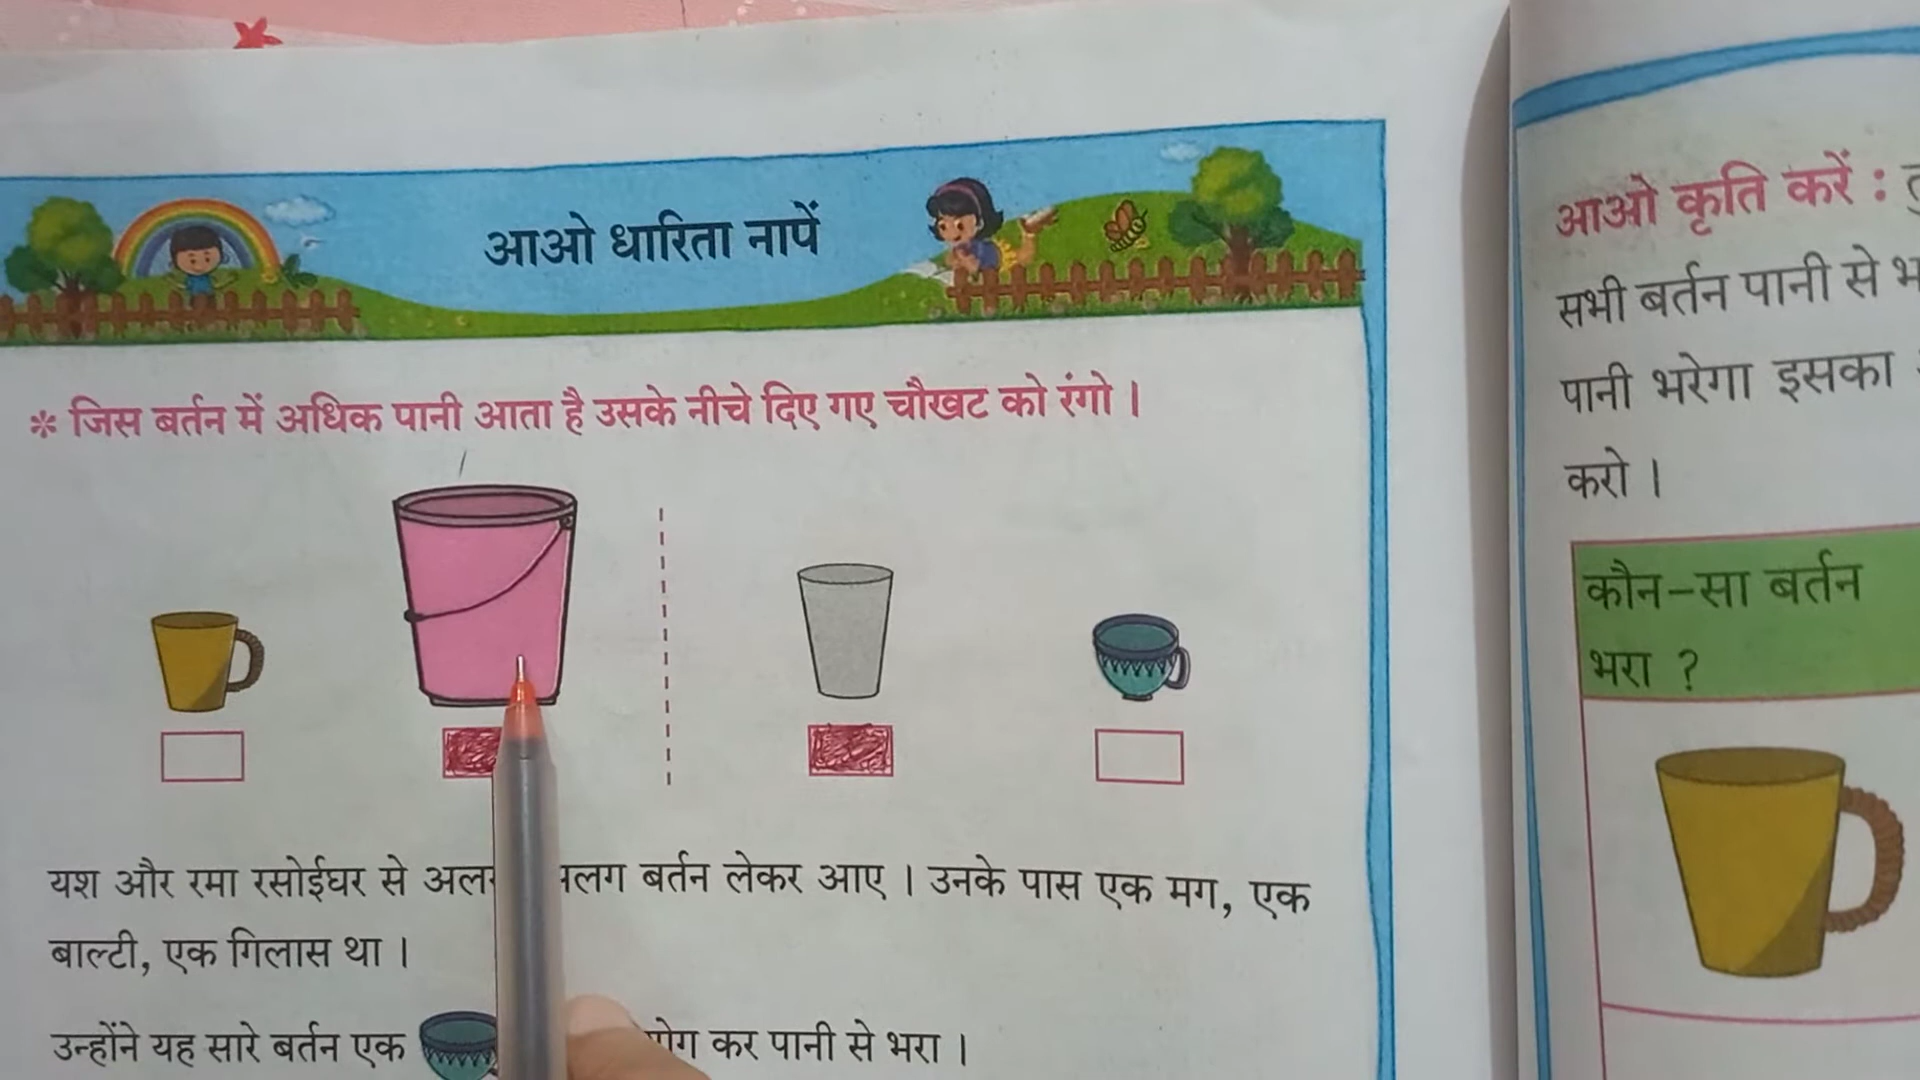 आओ धारिता नापें
* जिस बर्तन में अधिक पानी आता है उसके नीचे दिए गए चौखट को रंगो ।
यश और रमा रसोईघर से बर्तन लेकर आए । उनके पास एक मग, एक
बाल्टी, एक गिलास था ।
उन्होंने यह सारे बर्तन एक कर पानी से भरा ।
आओ कृति करें :
सभी बर्तन पानी से
पानी भरेगा इसका
करो ।
कौन-सा बर्तन
भरा ?